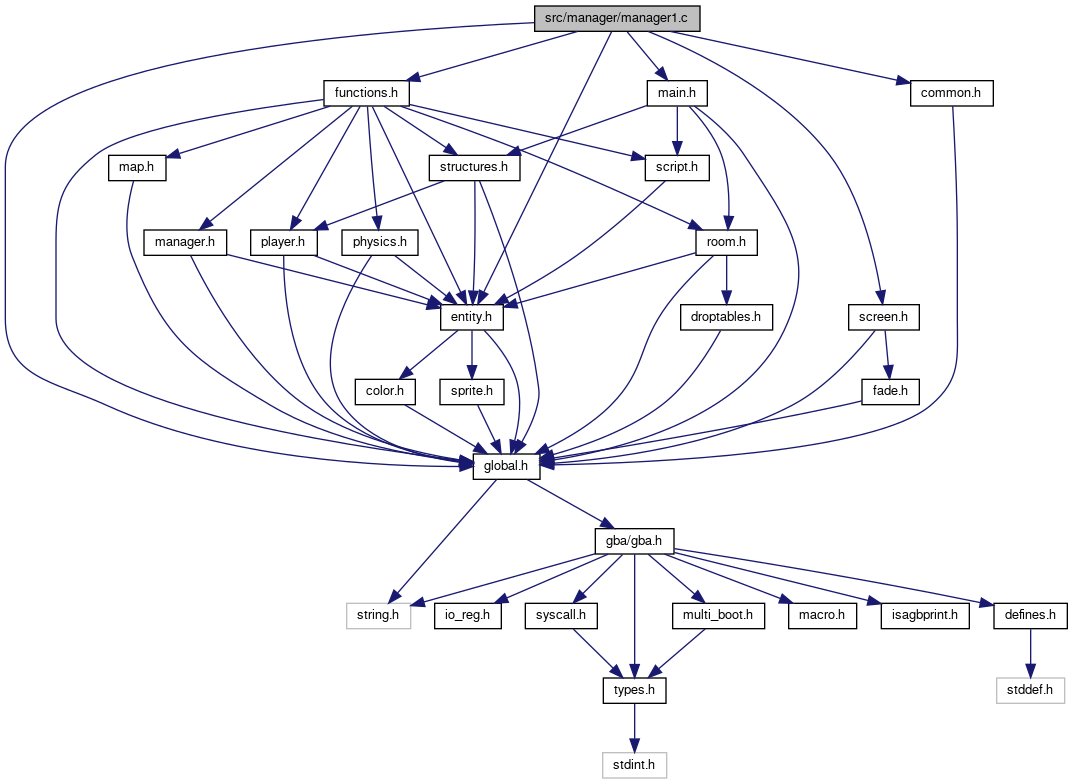 src/manager/manager1.c
functions.h
main.h
common.h
map.h
structures.h
script.h
manager.h
player.h
physics.h
room.h
entity.h
droptables.h
screen.h
color.h
sprite.h
fade.h
global.h
gba/gba.h
string.h
io_reg.h
syscall.h
multi_boot.h
macro.h
isagbprint.h
defines.h
types.h
stddef.h
stdint.h